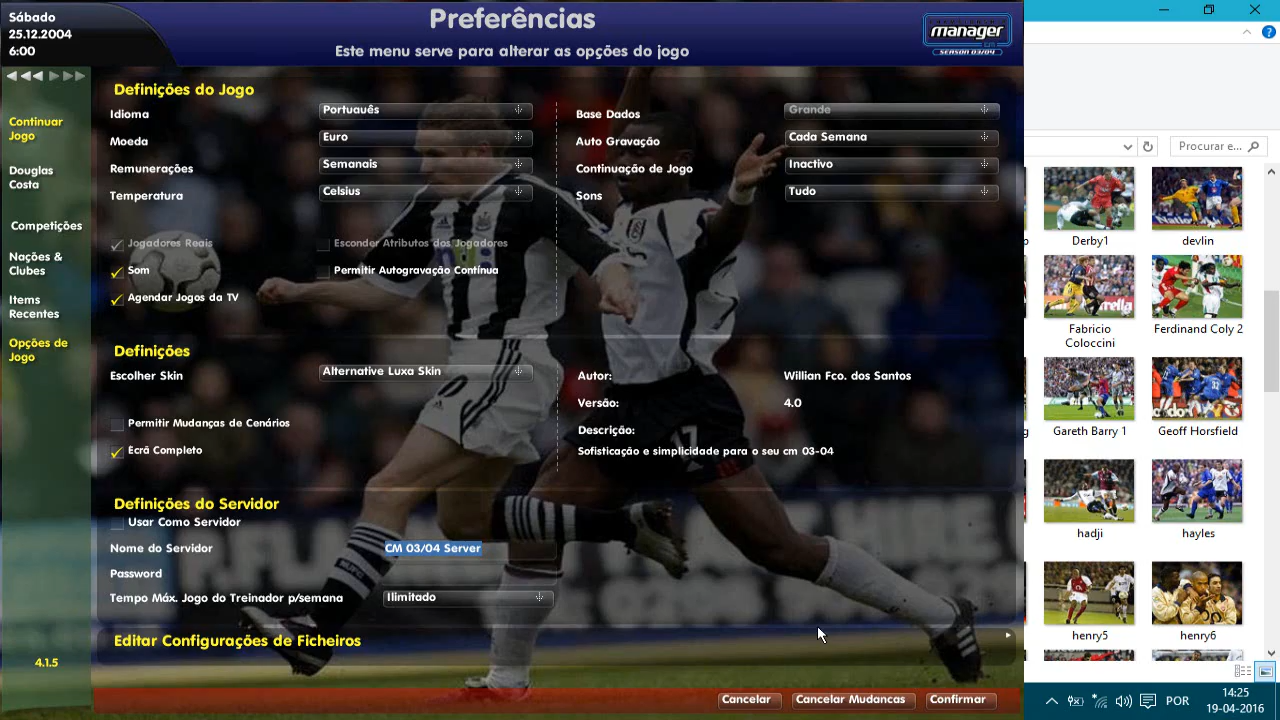 Sábado
25.12.2004
6:00
Preferências
Este menu serve para alterar as opções do jogo
manager
SEASON 03/04
Continuar
Jogo
Douglas
Costa
Competições
Nações &
Clubes
Items
Recentes
Opções de
Jogo
4.1.5
Definições do Jogo
Idioma
Português
Moeda
Euro
Remunerações
Semanais
Temperatura
Celsius
Base Dados
Grande
Auto Gravação
Cada Semana
Continuação de Jogo
Inactivo
Sons
Tudo
Jogadores Reais
Esconder Atributos dos Jogadores
Som
Permitir Autogravação Contínua
Agendar Jogos da TV
Definições
Escolher Skin
Alternative Luxa Skin
Autor:
Willian Fco. dos Santos
Versão:
4.0
Permitir Mudanças de Cenários
Descrição:
Ecrã Completo
Sofisticação e simplicidade para o seu cm 03-04
Definições do Servidor
Usar Como Servidor
Nome do Servidor
CM 03/04 Server
Password
Tempo Máx. Jogo do Treinador p/semana
Ilimitado
Editar Configurações de Ficheiros
Cancelar
Cancelar Mudancas
Confirmar
Procurar e...
Derby1
devlin
Fabricio
Coloccini
Ferdinand Coly 2
Gareth Barry 1
Geoff Horsfield
hadji
hayles
henry5
henry6
POR
14:25
19-04-2016